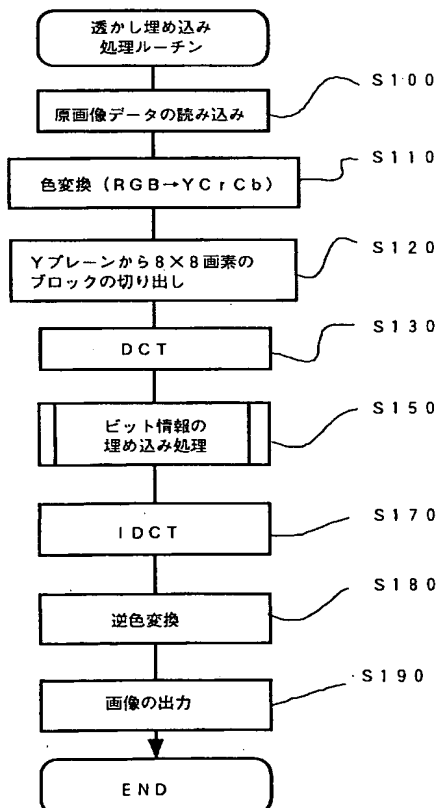 透かし埋め込み
処理ルーチン
S100
原画像データの読み込み
S110
色変換（RGB→YCrCb）
S120
Yプレーンから8×8画素の
ブロックの切り出し
S130
DCT
S150
ビット情報の
埋め込み処理
S170
IDCT
S180
逆色変換
S190
画像の出力
END